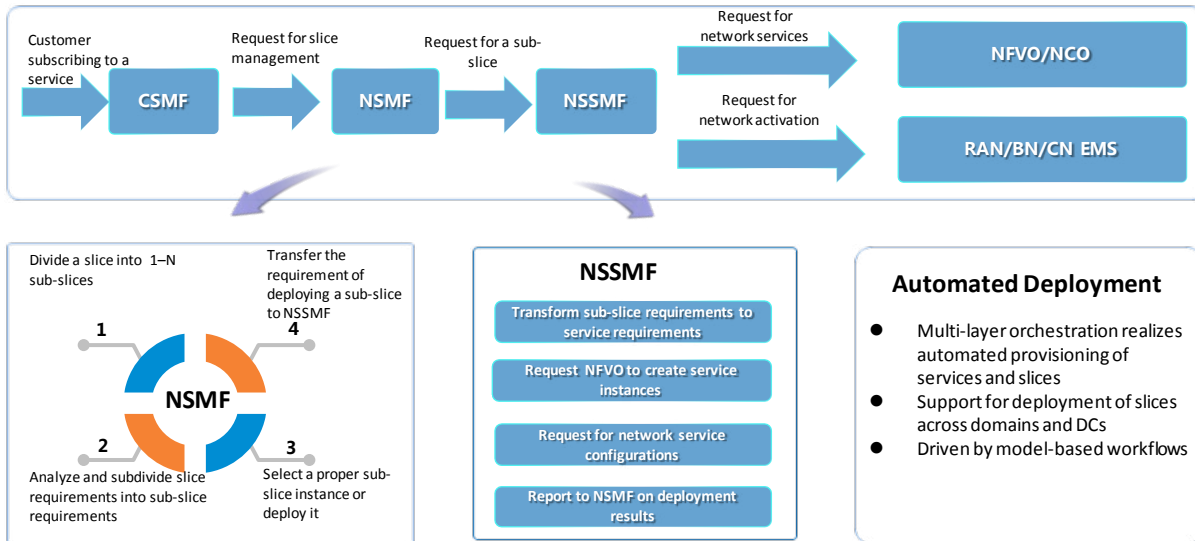 Customer
subscribing to a
service
CSMF
Request for slice
management
NSMF
Request for a sub-
slice
NSSMF
Request for
network services
NFVO/NCO
Request for
network activation
RAN/BN/CN EMS
Divide a slice into 1–N
sub-slices
1
Transfer the
requirement of
deploying a sub-slice
to NSSMF
4
NSMF
2
Analyze and subdivide slice
requirements into sub-slice
requirements
3
Select a proper sub-
slice instance or
deploy it
NSSMF
Transform sub-slice requirements to
service requirements
Request NFVO to create service
instances
Request for network service
configurations
Report to NSMF on deployment
results
Automated Deployment
● Multi-layer orchestration realizes
automated provisioning of
services and slices
● Support for deployment of slices
across domains and DCs
● Driven by model-based workflows